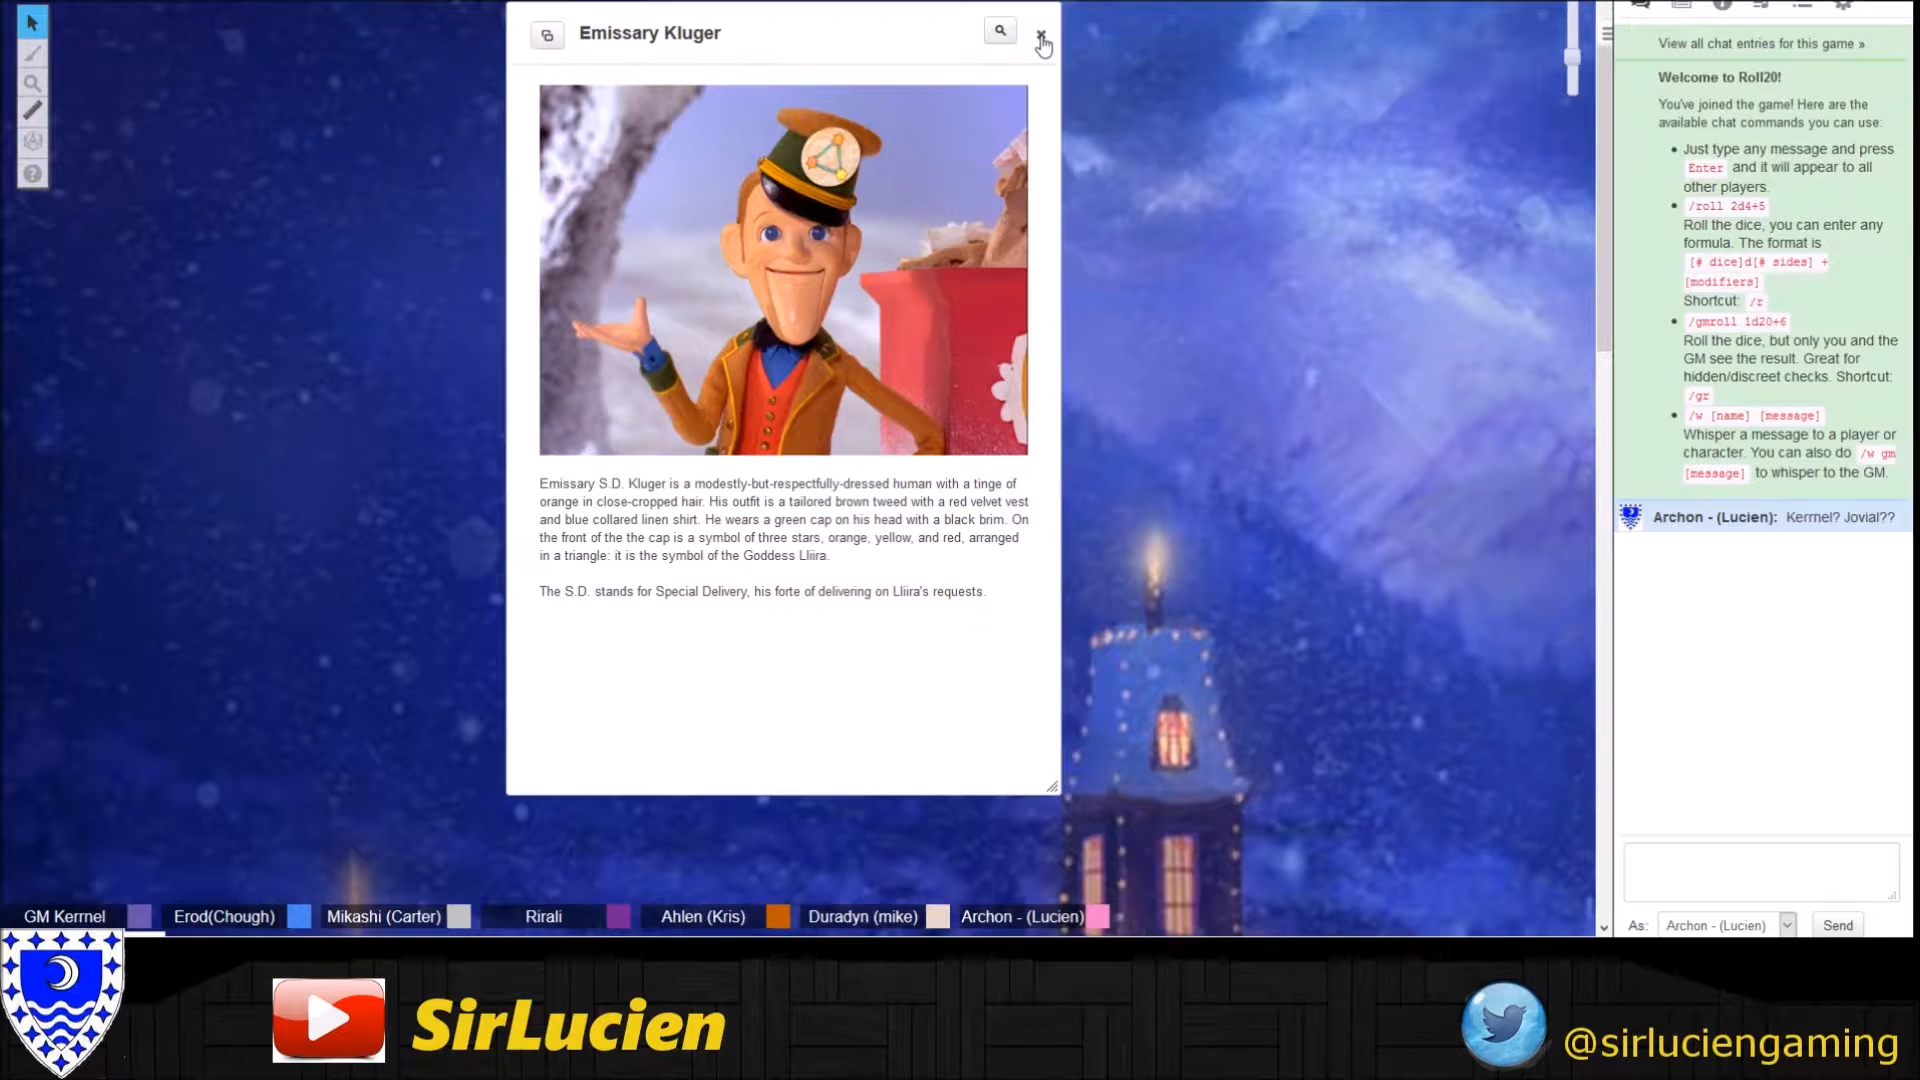 Emissary Kluger
Emissary S.D. Kluger is a modestly-but-respectfully-dressed human with a tinge of
orange in close-cropped hair. His outfit is a tailored brown tweed with a red velvet vest
and blue collared linen shirt. He wears a green cap on his head with a black brim. On
the front of the the cap is a symbol of three stars, orange, yellow, and red, arranged
in a triangle: it is the symbol of the Goddess Lliira.
The S.D. stands for Special Delivery, his forte of delivering on Lliira's requests.
View all chat entries for this game »
Welcome to Roll20!
You've joined the game! Here are the
available chat commands you can use:
Just type any message and press
Enter and it will appear to all
other players.
/roll 2d4+5
Roll the dice, you can enter any
formula. The format is
[# dice]d[# sides] +
[modifiers]
Shortcut: /r
/gmroll 1d20+6
Roll the dice, but only you and the
GM see the result. Great for
hidden/discreet checks. Shortcut:
/gr
/w [name] [message]
Whisper a message to a player or
character. You can also do /w gm
[message] to whisper to the GM.
Archon - (Lucien): Kerrnel? Jovial??
As: Archon - (Lucien) Send
GM Kerrnel Erod(Chough) Mikashi (Carter) Rirali Ahlen (Kris) Duradyn (mike) Archon - (Lucien)
SirLucien
@sirluciengaming